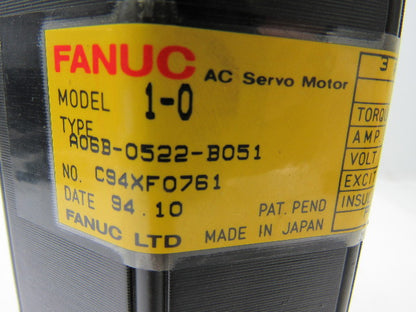 FANUC AC Servo Motor
MODEL 1-0
TYPE
A06B-0522-B051
NO. C94XF0761
DATE 94.10
FANUC LTD
PAT. PEND
MADE IN JAPAN
3
TORQU
AMP.
VOLT
EXCIT
INSU